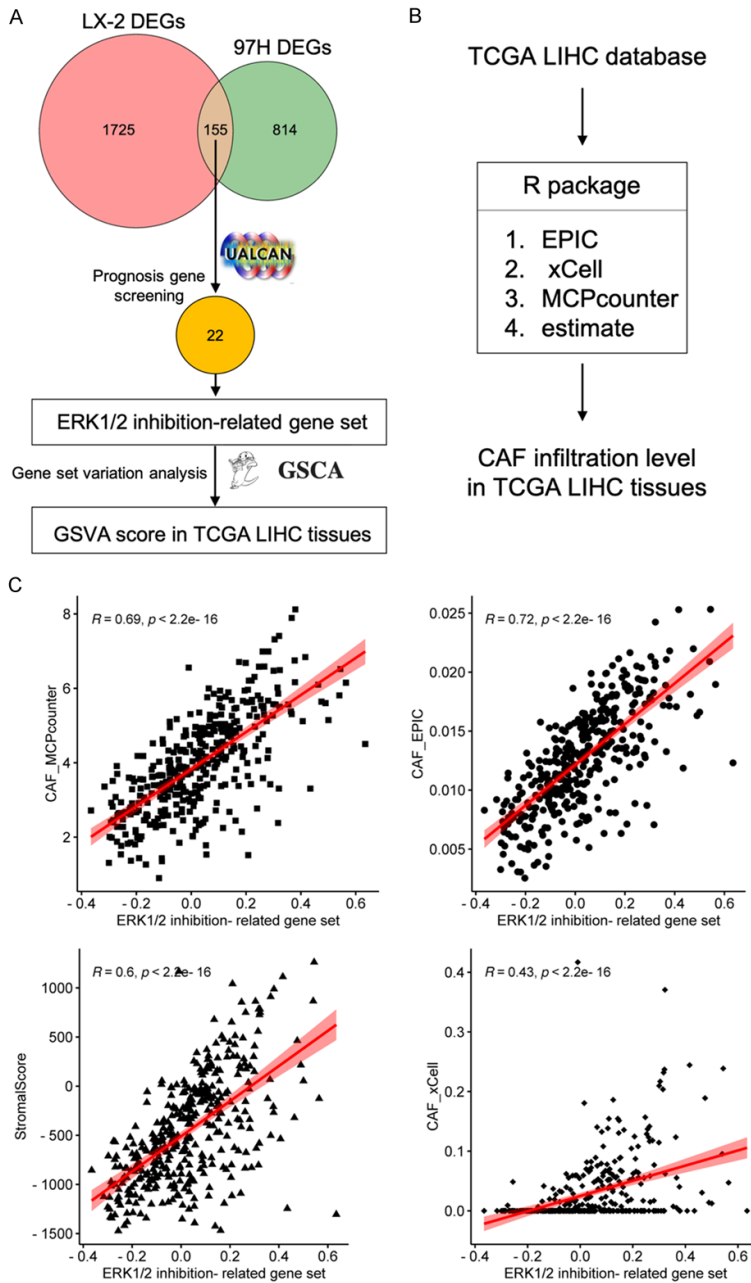 A
LX-2 DEGs
97H DEGs
1725
155
814
UALCAN
Prognosis gene
screening
22
ERK1/2 inhibition-related gene set
Gene set variation analysis
GSCA
GSVA score in TCGA LIHC tissues
B
TCGA LIHC database
R package
1. EPIC
2. xCell
3. MCPcounter
4. estimate
CAF infiltration level
in TCGA LIHC tissues
C
R = 0.69, p < 2.2e- 16
CAF_MCPcounter
8
6
4
2
- 0.4
- 0.2
0.0
0.2
0.4
0.6
ERK1/2 inhibition- related gene set
R = 0.72, p < 2.2e- 16
CAF_EPIC
0.025
0.020
0.015
0.010
0.005
- 0.4
- 0.2
0.0
0.2
0.4
0.6
ERK1/2 inhibition- related gene set
R = 0.6, p < 2.2e- 16
StromalScore
1000
500
0
- 500
- 1000
- 1500
- 0.4
- 0.2
0.0
0.2
0.4
0.6
ERK1/2 inhibition- related gene set
R = 0.43, p < 2.2e- 16
CAF_xCell
0.4
0.3
0.2
0.1
0.0
- 0.4
- 0.2
0.0
0.2
0.4
0.6
ERK1/2 inhibition- related gene set